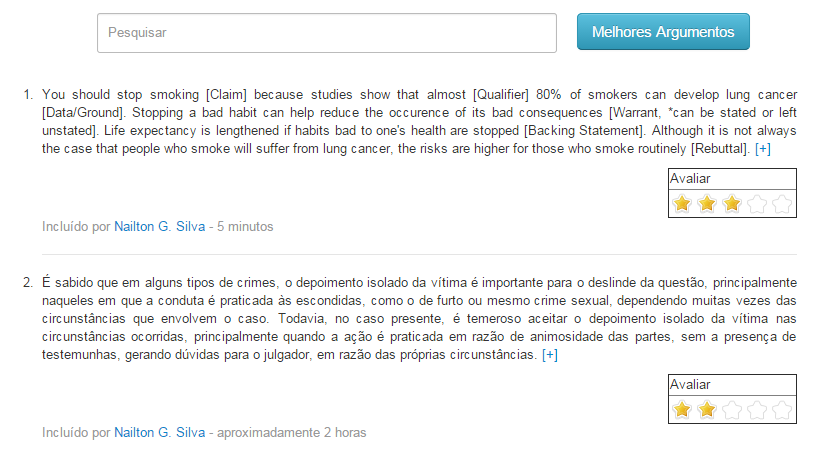 Pesquisar
Melhores Argumentos
1. You should stop smoking [Claim] because studies show that almost [Qualifier] 80% of smokers can develop lung cancer
[Data/Ground]. Stopping a bad habit can help reduce the occurence of its bad consequences [Warrant, *can be stated or left
unstated]. Life expectancy is lengthened if habits bad to one's health are stopped [Backing Statement]. Although it is not always
the case that people who smoke will suffer from lung cancer, the risks are higher for those who smoke routinely [Rebuttal]. [+]
Avaliar
Incluído por Nailton G. Silva - 5 minutos
2. É sabido que em alguns tipos de crimes, o depoimento isolado da vítima é importante para o deslinde da questão, principalmente
naqueles em que a conduta é praticada às escondidas, como o de furto ou mesmo crime sexual, dependendo muitas vezes das
circunstâncias que envolvem o caso. Todavia, no caso presente, é temeroso aceitar o depoimento isolado da vítima nas
circunstâncias ocorridas, principalmente quando a ação é praticada em razão de animosidade das partes, sem a presença de
testemunhas, gerando dúvidas para o julgador, em razão das próprias circunstâncias. [+]
Avaliar
Incluído por Nailton G. Silva - aproximadamente 2 horas